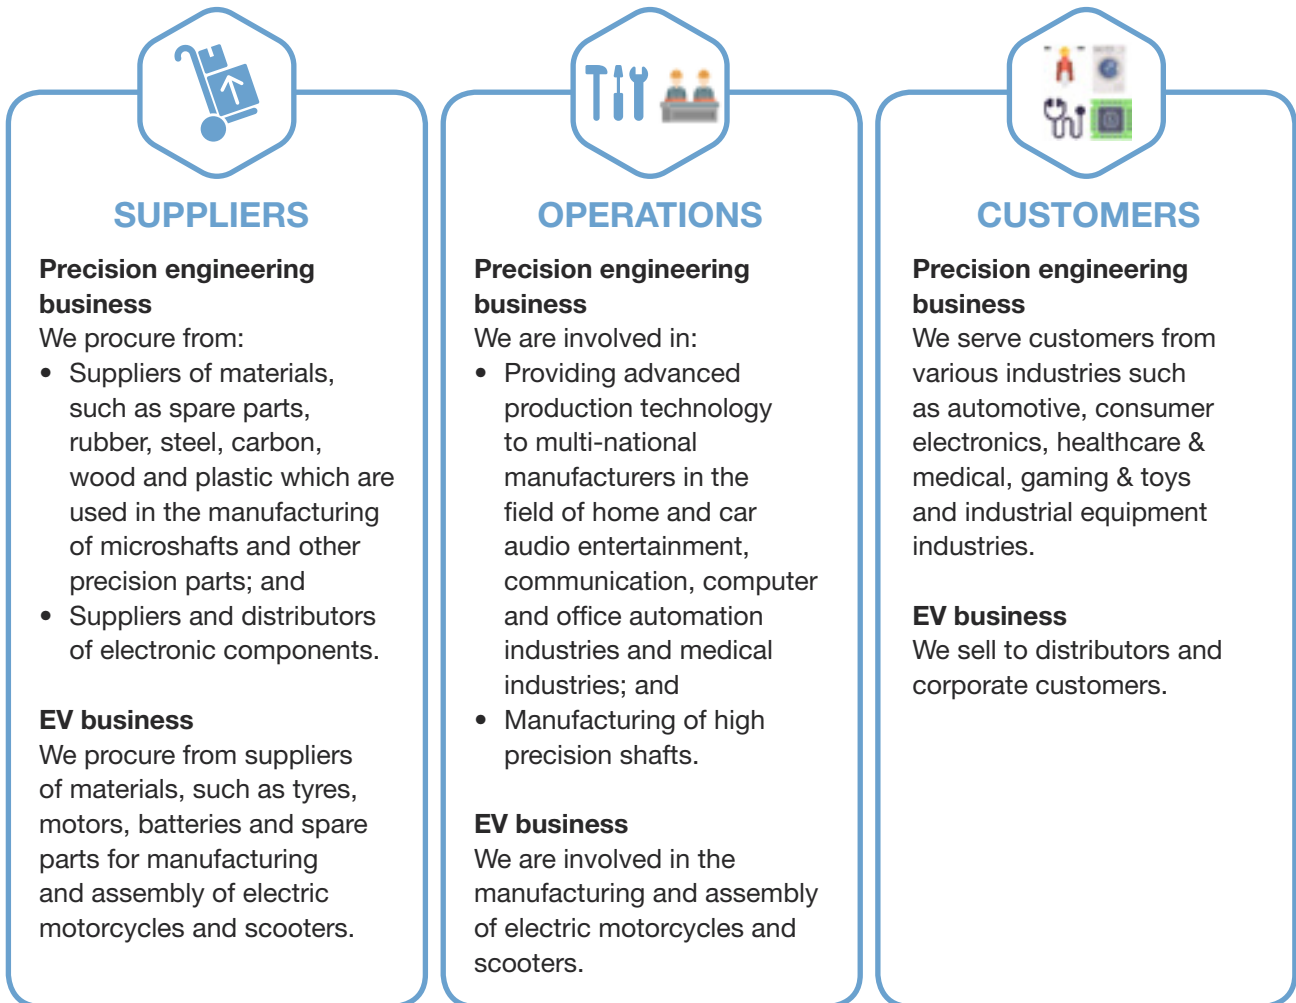 SUPPLIERS
Precision engineering
business
We procure from:
• Suppliers of materials,
such as spare parts,
rubber, steel, carbon,
wood and plastic which are
used in the manufacturing
of microshafts and other
precision parts; and
• Suppliers and distributors
of electronic components.
EV business
We procure from suppliers
of materials, such as tyres,
motors, batteries and spare
parts for manufacturing
and assembly of electric
motorcycles and scooters.
OPERATIONS
Precision engineering
business
We are involved in:
• Providing advanced
production technology
to multi-national
manufacturers in the
field of home and car
audio entertainment,
communication, computer
and office automation
industries and medical
industries; and
• Manufacturing of high
precision shafts.
EV business
We are involved in the
manufacturing and assembly
of electric motorcycles and
scooters.
CUSTOMERS
Precision engineering
business
We serve customers from
various industries such
as automotive, consumer
electronics, healthcare &
medical, gaming & toys
and industrial equipment
industries.
EV business
We sell to distributors and
corporate customers.